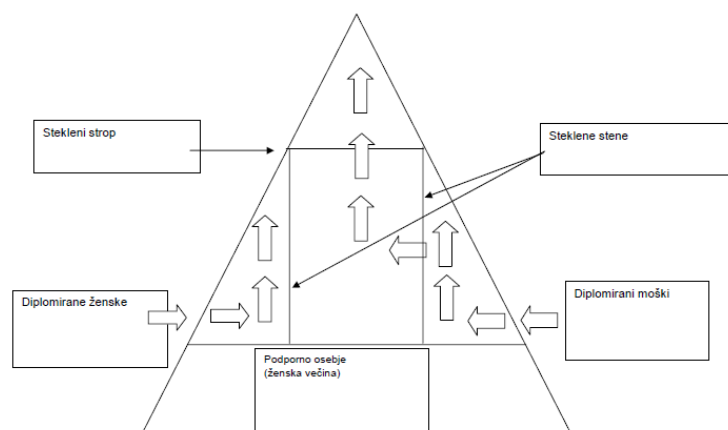 Stekleni strop
Steklene stene
Diplomirane ženske
Diplomirani moški
Podporno osebje
(ženska večina)